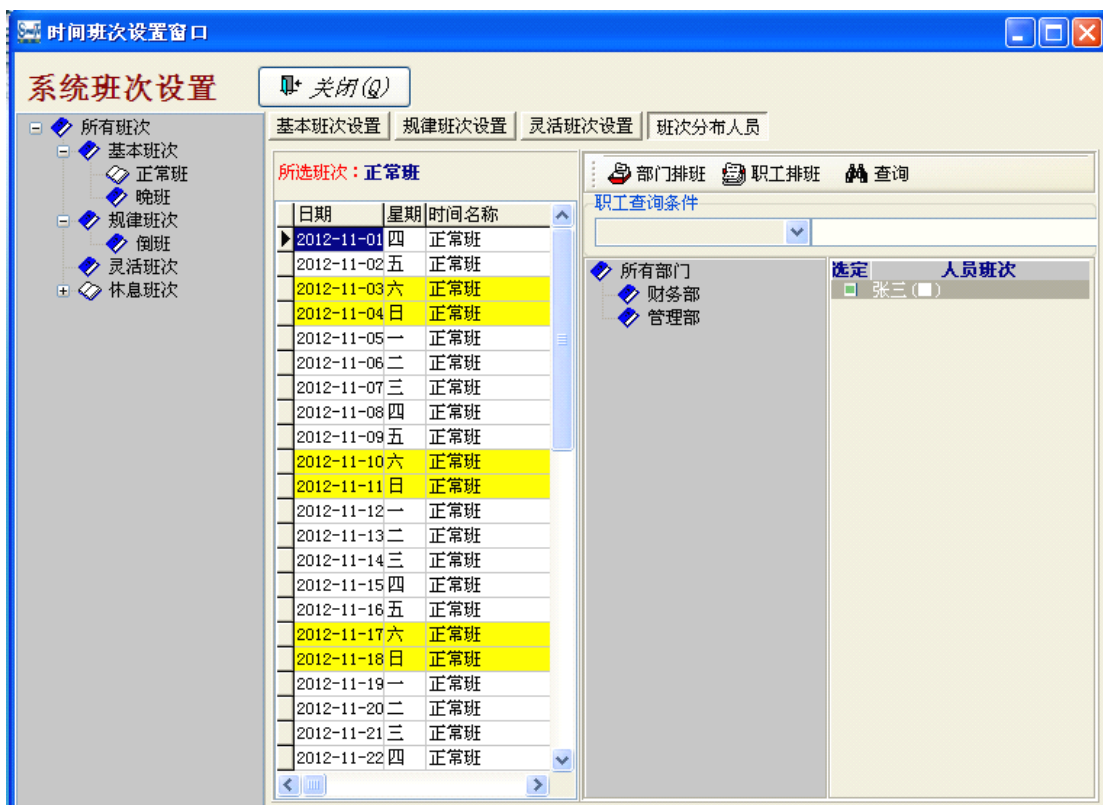 时间班次设置窗口
系统班次设置
关闭(Q)
所有班次
基本班次
正常班
晚班
规律班次
倒班
灵活班次
休息班次
基本班次设置 规律班次设置 灵活班次设置 班次分布人员
所选班次：正常班
日期 星期 时间名称
2012-11-01 四 正常班
2012-11-02 五 正常班
2012-11-03 六 正常班
2012-11-04 日 正常班
2012-11-05 一 正常班
2012-11-06 二 正常班
2012-11-07 三 正常班
2012-11-08 四 正常班
2012-11-09 五 正常班
2012-11-10 六 正常班
2012-11-11 日 正常班
2012-11-12 一 正常班
2012-11-13 二 正常班
2012-11-14 三 正常班
2012-11-15 四 正常班
2012-11-16 五 正常班
2012-11-17 六 正常班
2012-11-18 日 正常班
2012-11-19 一 正常班
2012-11-20 二 正常班
2012-11-21 三 正常班
2012-11-22 四 正常班
部门排班 职工排班 查询
职工查询条件
所有部门
财务部
管理部
选定 人员班次
张三(■)